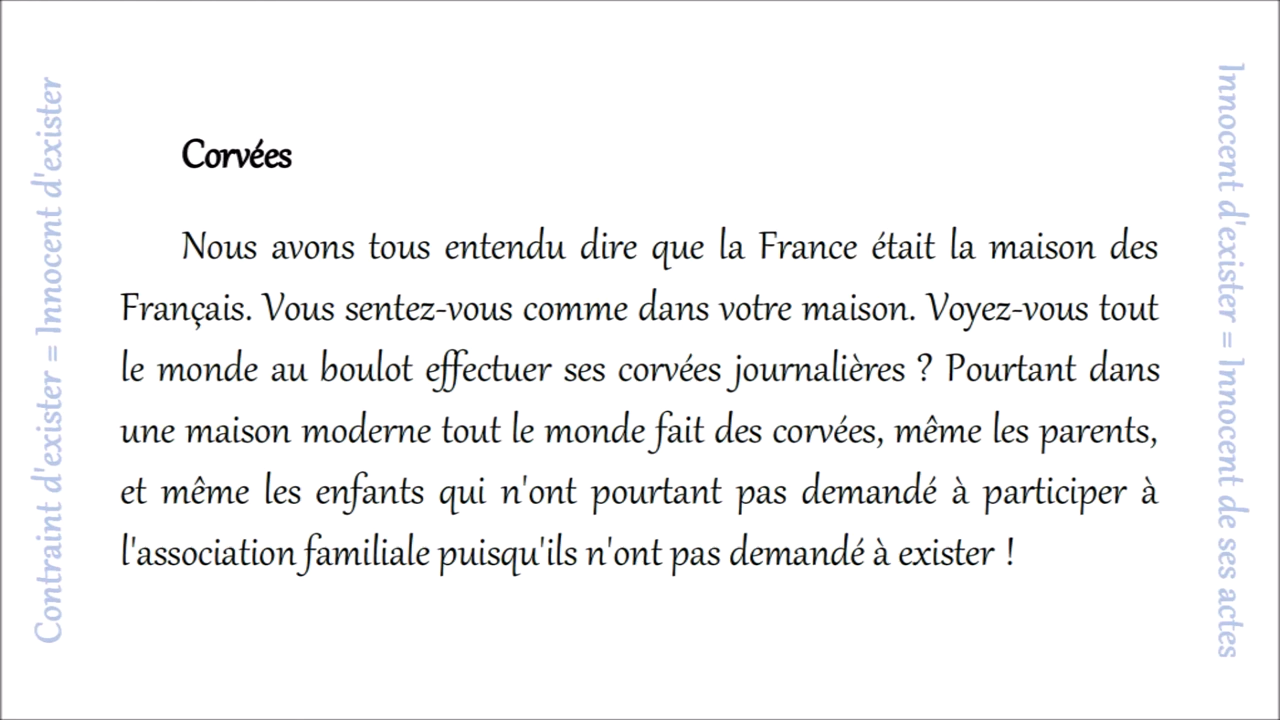 Contraint d'exister = Innocent d'exister
Corvées
Nous avons tous entendu dire que la France était la maison des
Français. Vous sentez-vous comme dans votre maison. Voyez-vous tout
le monde au boulot effectuer ses corvées journalières ? Pourtant dans
une maison moderne tout le monde fait des corvées, même les parents,
et même les enfants qui n'ont pourtant pas demandé à participer à
l'association familiale puisqu'ils n'ont pas demandé à exister !
Innocent d'exister = Innocent de ses actes